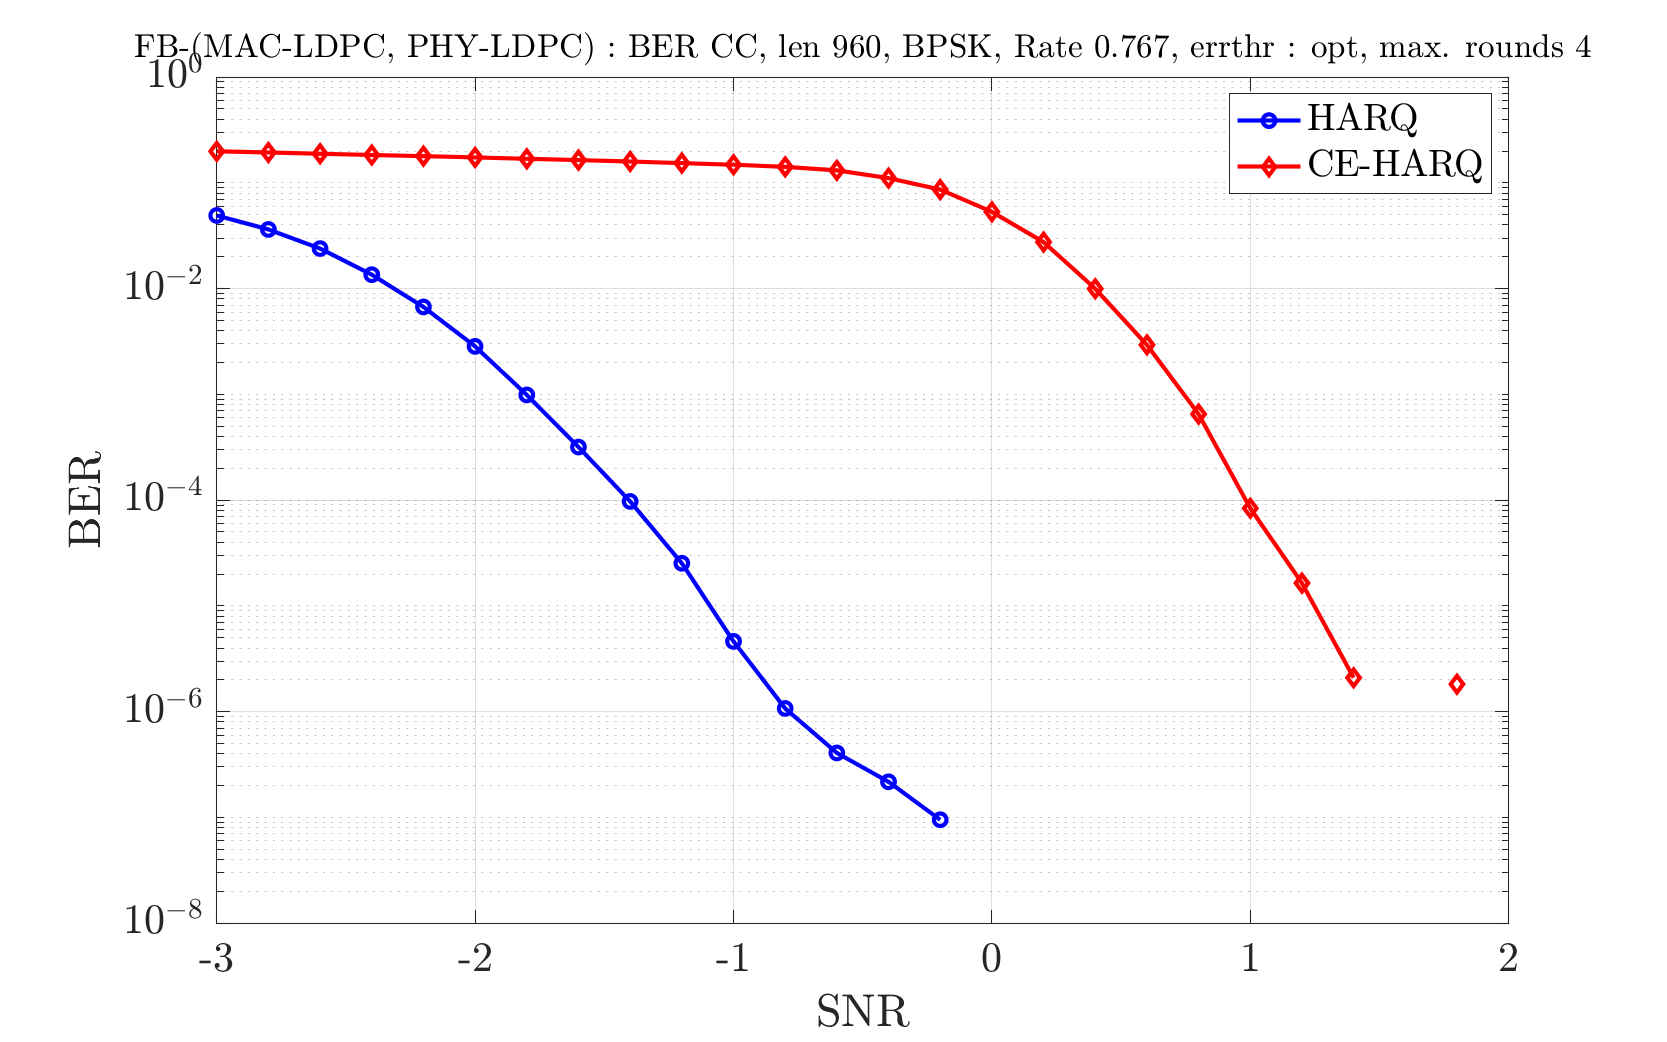 FB-(MAC-LDPC, PHY-LDPC) : BER CC, len 960, BPSK, Rate 0.767, errthr : opt, max. rounds 4
10^0
HARQ
CE-HARQ
10^{-2}
10^{-4}
10^{-6}
10^{-8}
BER
-3 -2 -1 0 1 2
SNR